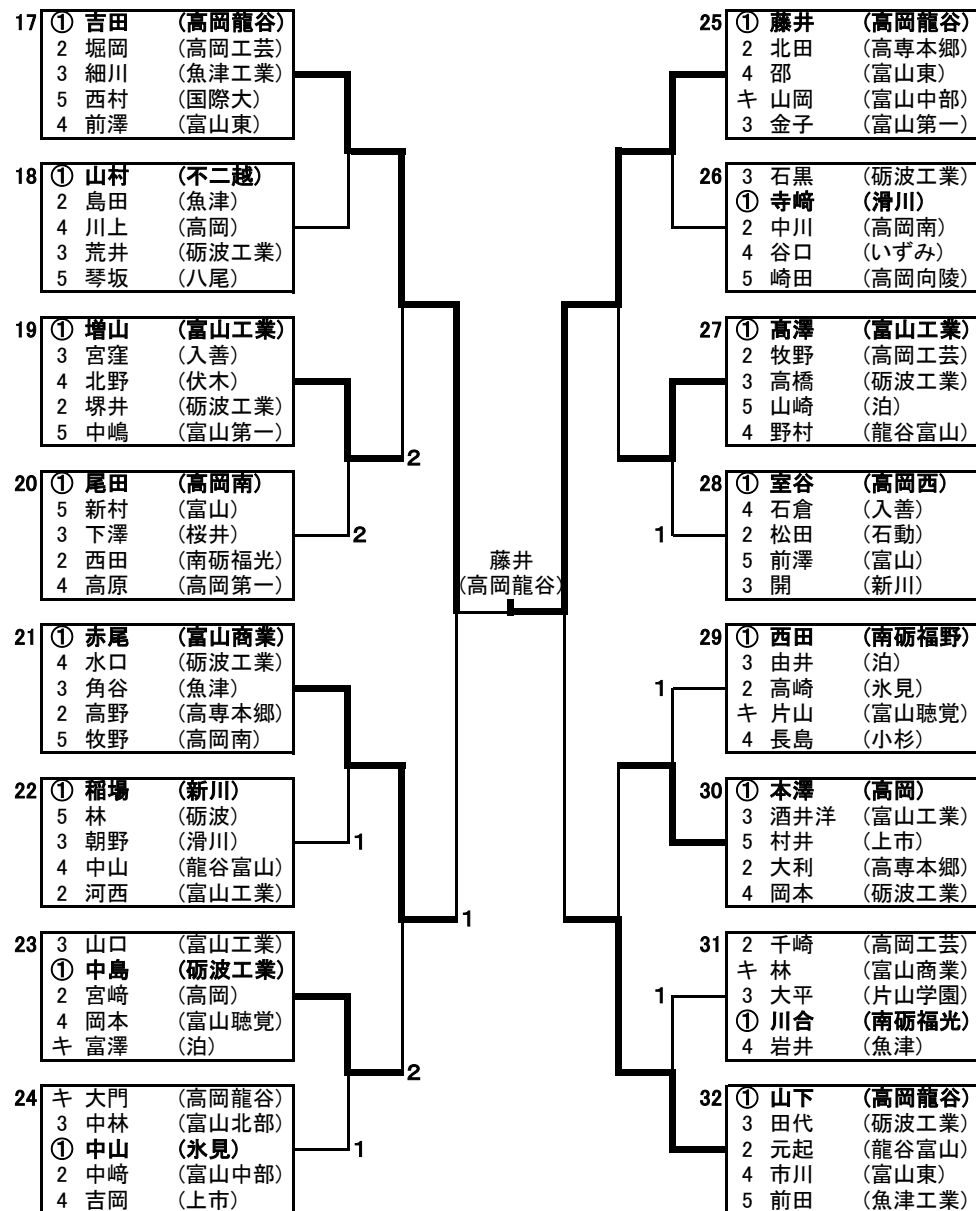 17 ① 吉田 (高岡龍谷)
2 堀岡 (高岡工芸)
3 細川 (魚津工業)
5 西村 (国際大)
4 前澤 (富山東)
18 ① 山村 (不二越)
2 島田 (魚津)
4 川上 (高岡)
3 荒井 (砺波工業)
5 琴坂 (八尾)
19 ① 増山 (富山工業)
3 宮窪 (入善)
4 北野 (伏木)
2 堺井 (砺波工業)
5 中嶋 (富山第一)
2
20 ① 尾田 (高岡南)
5 新村 (富山)
3 下澤 (桜井)
2
2 西田 (南砺福光)
4 高原 (高岡第一)
21 ① 赤尾 (富山商業)
4 水口 (砺波工業)
3 角谷 (魚津)
2 高野 (高専本郷)
5 牧野 (高岡南)
22 ① 稲場 (新川)
5 林 (砺波)
3 朝野 (滑川)
1
4 中山 (龍谷富山)
2 河西 (富山工業)
1
23 3 山口 (富山工業)
① 中島 (砺波工業)
2 宮﨑 (高岡)
4 岡本 (富山聴覚)
キ 富澤 (泊)
2
24 キ 大門 (高岡龍谷)
3 中林 (富山北部)
① 中山 (氷見)
1
2 中﨑 (富山中部)
4 吉岡 (上市)
藤井
(高岡龍谷)
25 ① 藤井 (高岡龍谷)
2 北田 (高専本郷)
4 邵 (富山東)
キ 山岡 (富山中部)
3 金子 (富山第一)
26 3 石黒 (砺波工業)
① 寺﨑 (滑川)
2 中川 (高岡南)
4 谷口 (いずみ)
5 崎田 (高岡向陵)
27 ① 髙澤 (富山工業)
2 牧野 (高岡工芸)
3 高橋 (砺波工業)
5 山崎 (泊)
4 野村 (龍谷富山)
28 ① 室谷 (高岡西)
4 石倉 (入善)
1
2 松田 (石動)
5 前澤 (富山)
3 開 (新川)
29 ① 西田 (南砺福野)
3 由井 (泊)
1
2 高崎 (氷見)
キ 片山 (富山聴覚)
4 長島 (小杉)
30 ① 本澤 (高岡)
3 酒井洋 (富山工業)
5 村井 (上市)
2 大利 (高専本郷)
4 岡本 (砺波工業)
31 2 千崎 (高岡工芸)
キ 林 (富山商業)
1
3 大平 (片山学園)
① 川合 (南砺福光)
4 岩井 (魚津)
32 ① 山下 (高岡龍谷)
3 田代 (砺波工業)
2 元起 (龍谷富山)
4 市川 (富山東)
5 前田 (魚津工業)